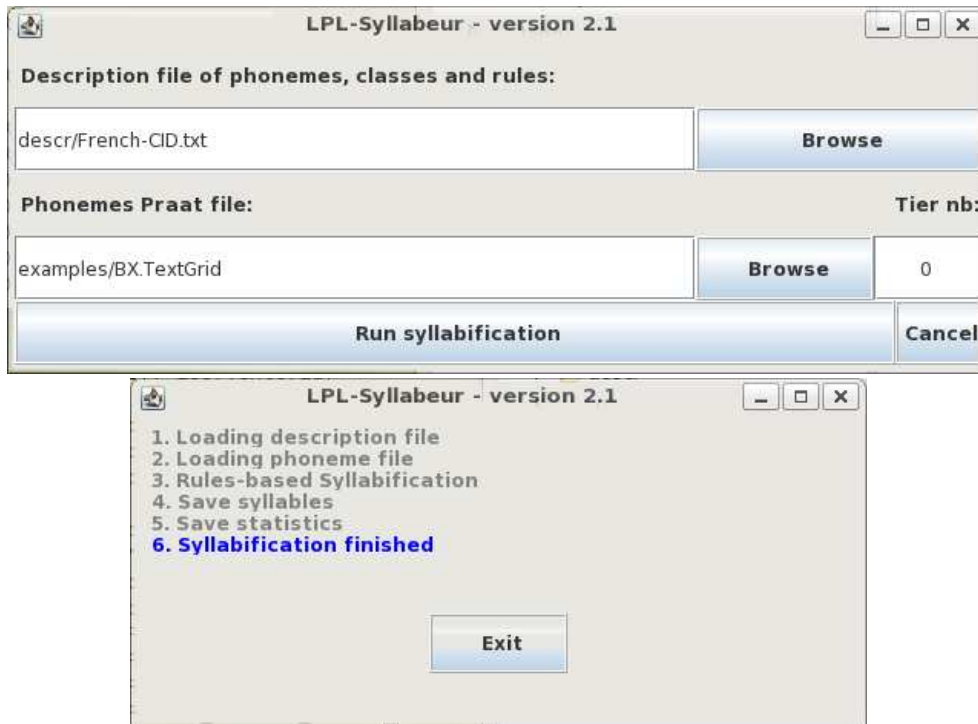 LPL-Syllabeur - version 2.1
Description file of phonemes, classes and rules:
descr/French-CID.txt
Browse
Phonemes Praat file:
Tier nb:
examples/BX.TextGrid
Browse
0
Run syllabification
Cancel
LPL-Syllabeur - version 2.1
1. Loading description file
2. Loading phoneme file
3. Rules-based Syllabification
4. Save syllables
5. Save statistics
6. Syllabification finished
Exit